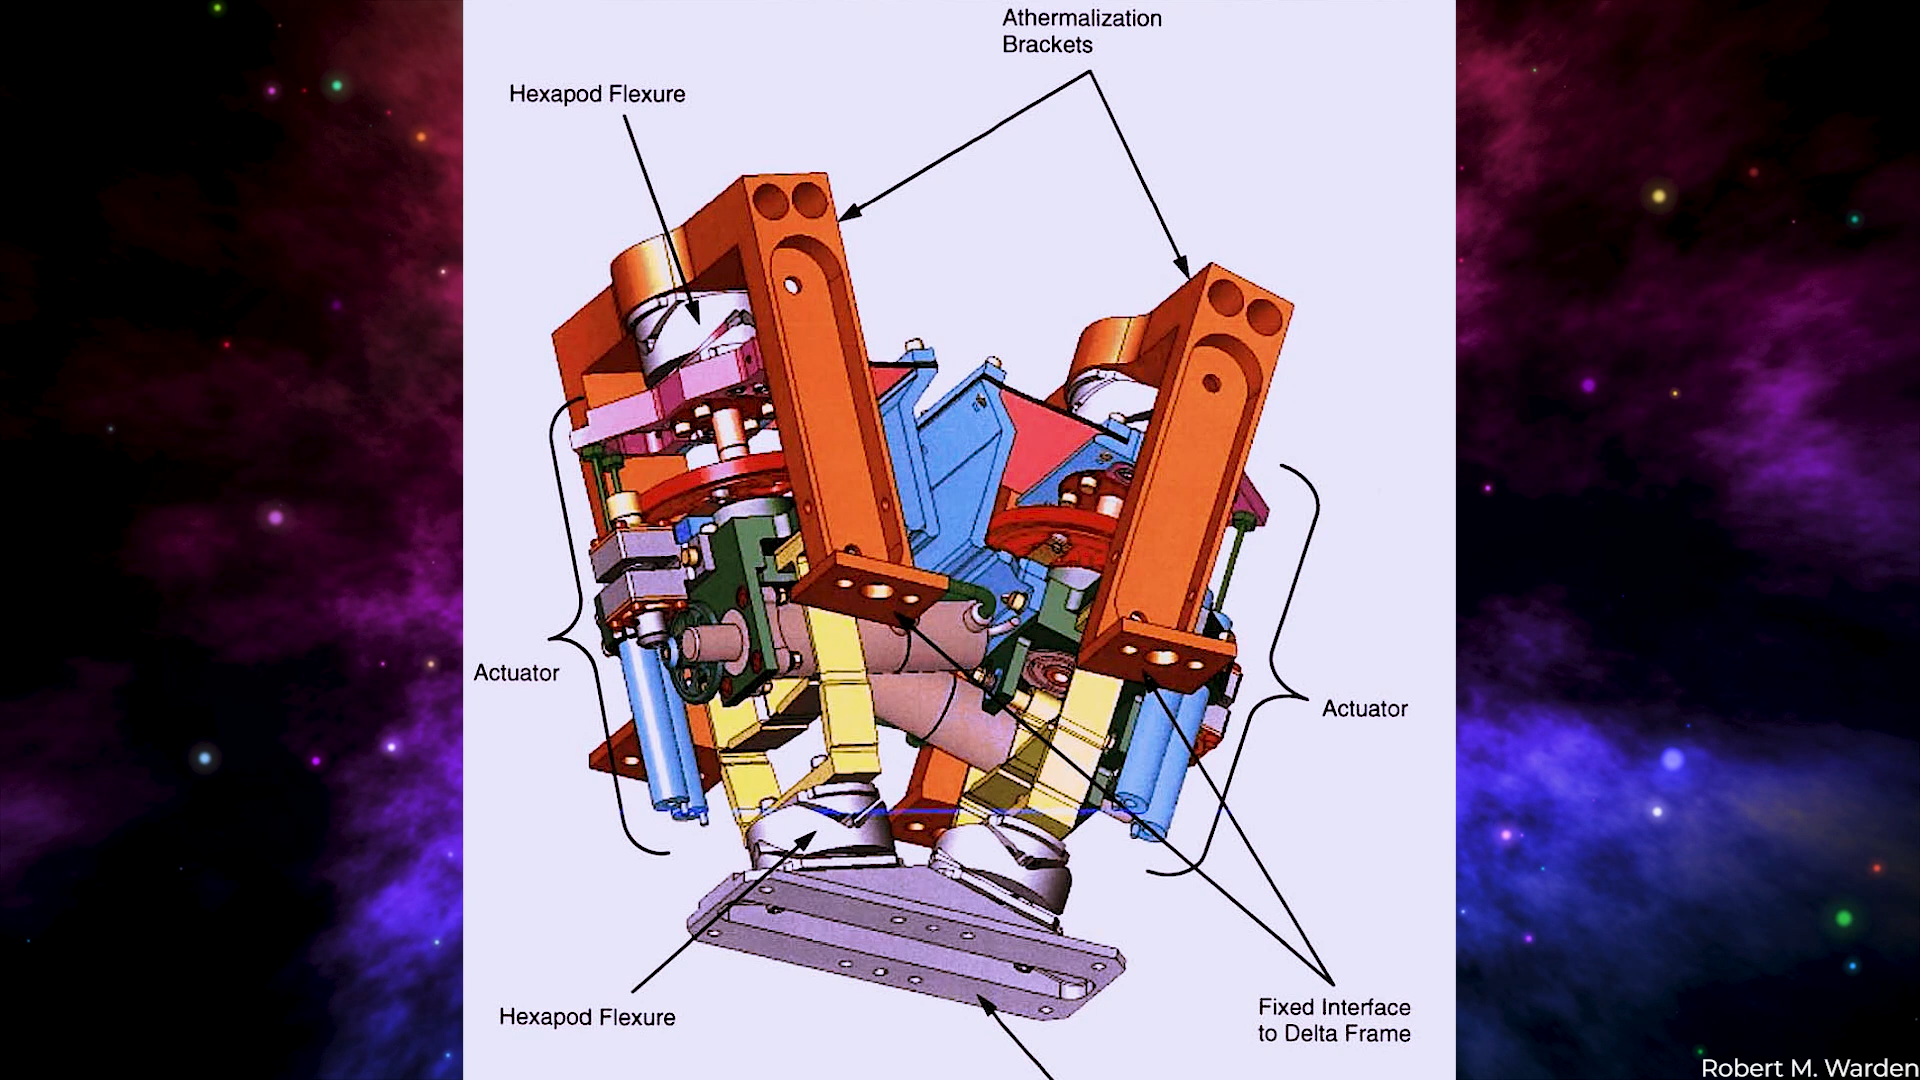 Athermalization
Brackets
Hexapod Flexure
Actuator
Actuator
Hexapod Flexure
Fixed Interface
to Delta Frame
Robert M. Warden